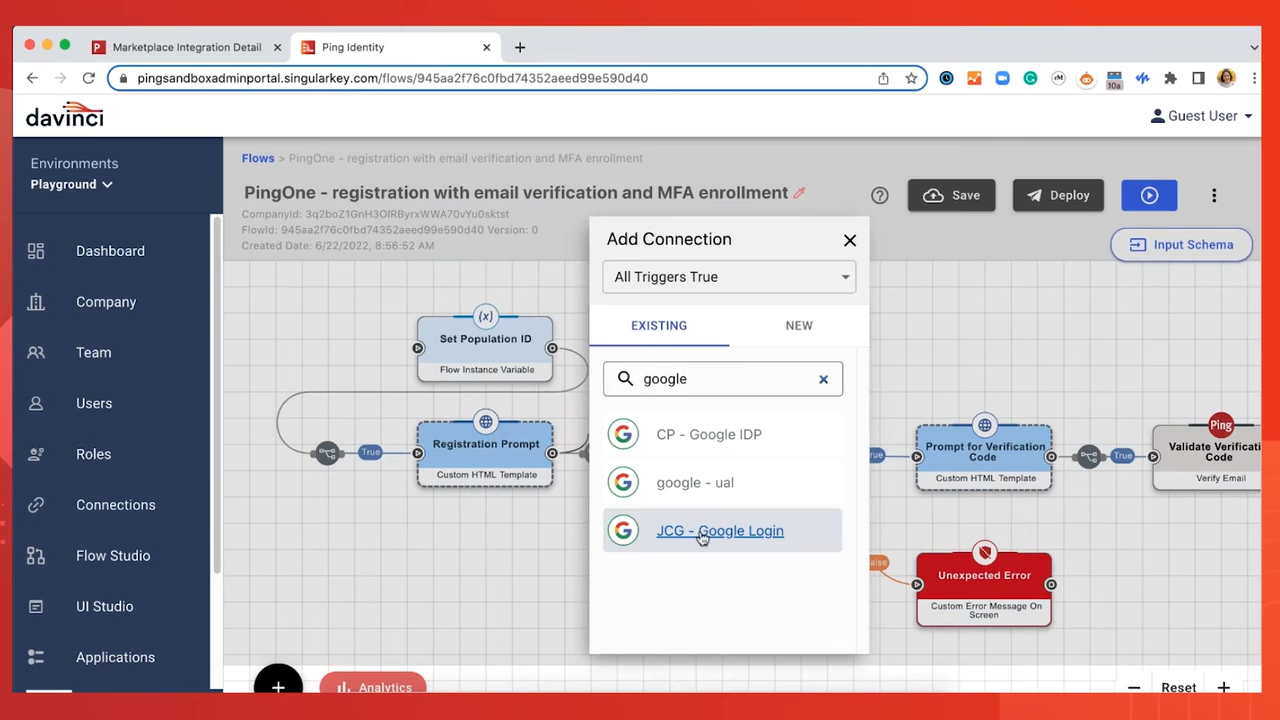 Marketplace Integration Detail
Ping Identity
pingsandboxadminportal.singularkey.com/flows/945aa2f76c0fbd74352aeed99e590d40
10a
davinci
Guest User
Environments
Playground
Dashboard
Company
Team
Users
Roles
Connections
Flow Studio
UI Studio
Applications
Flows > PingOne - registration with email verification and MFA enrollment
PingOne - registration with email verification and MFA enrollment
CompanyId: 3q2boZ1GnH3OlRByrxWWA70vYu0sktst
FlowId: 945aa2f76c0fbd74352aeed99e590d40 Version: 0
Created Date: 6/22/2022, 8:56:52 AM
Save
Deploy
Input Schema
(x)
Set Population ID
Flow Instance Variable
True
Registration Prompt
Custom HTML Template
Add Connection
All Triggers True
EXISTING
NEW
google
CP - Google IDP
google - ual
JCG - Google Login
rue
Prompt for Verification
Code
Custom HTML Template
True
Ping
Validate Verificati
Code
Verify Email
alse
Unexpected Error
Custom Error Message On
Screen
+
Analytics
Reset